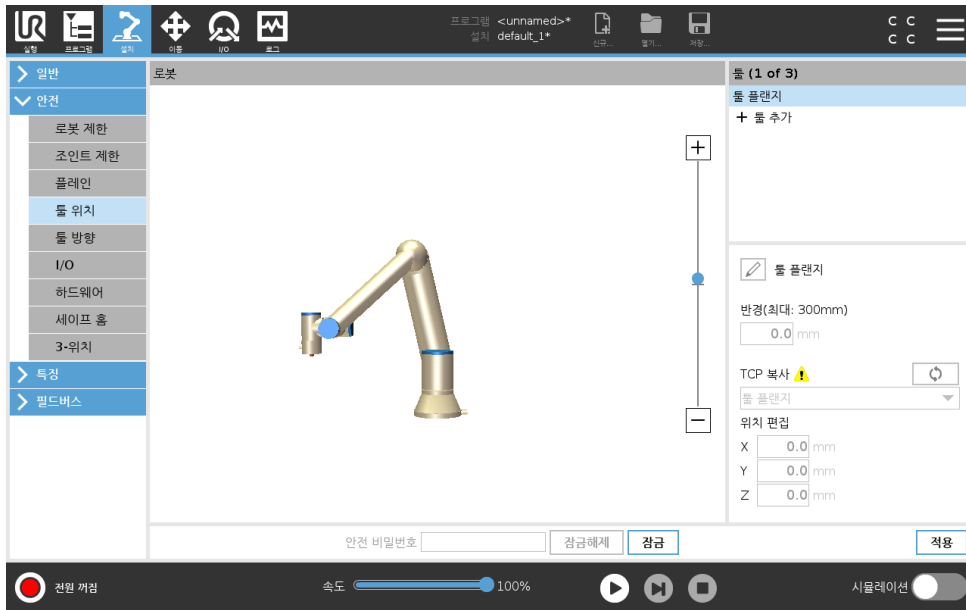 프로그램 <unnamed>*
설치 default_1*
C C
C C
실행 프로그램 설치 이동 I/O 로그 신규... 열기... 저장...
일반
안전
로봇 제한
조인트 제한
플레인
툴 위치
툴 방향
I/O
하드웨어
세이프 홈
3-위치
특징
필드버스
로봇
툴 (1 of 3)
툴 플랜지
+ 툴 추가
툴 플랜지
반경(최대: 300mm)
0.0 mm
TCP 복사
툴 플랜지
위치 편집
X 0.0 mm
Y 0.0 mm
Z 0.0 mm
안전 비밀번호 잠금해제 잠금 적용
전원 꺼짐 속도 100% 시뮬레이션